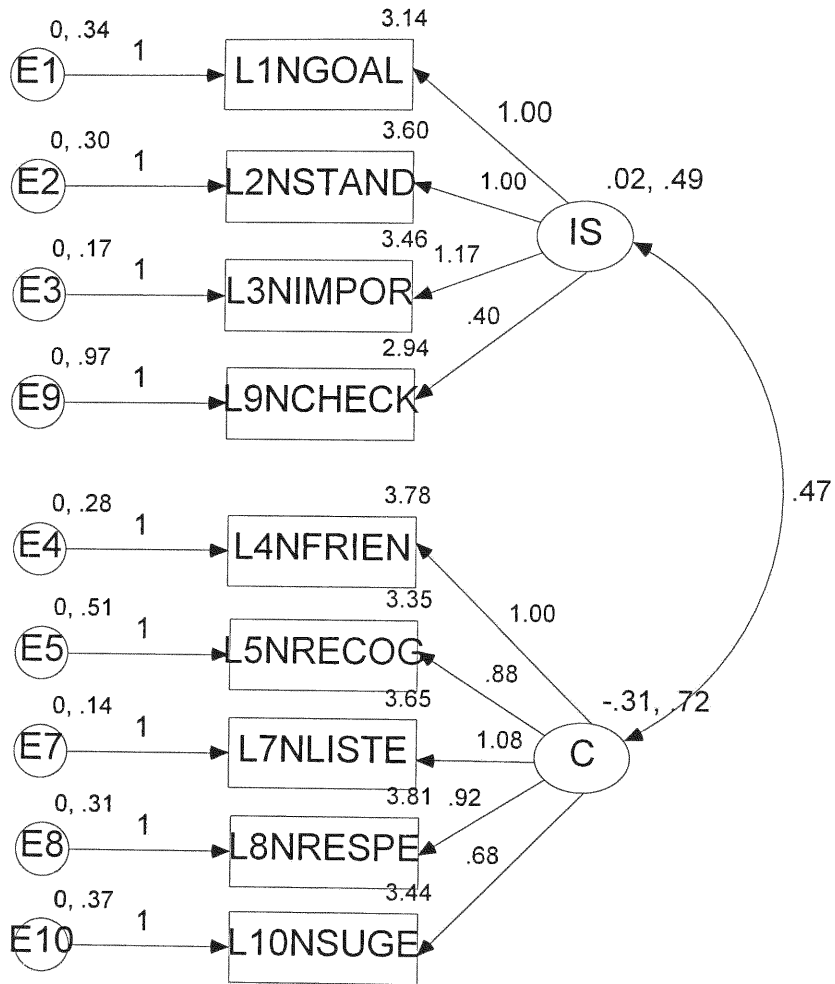 3.14
0, .34
1
E1
L1NGOAL
1.00
3.60
0, .30
1
E2
L2NSTAND
1.00
.02, .49
IS
3.46
0, .17
1
1.17
E3
L3NIMPOR
.40
2.94
0, .97
1
E9
L9NCHECK
.47
3.78
0, .28
1
E4
L4NFRIEN
1.00
3.35
0, .51
1
E5
L5NRECOG
.88
-.31, .72
3.65
0, .14
1
E7
L7NLISTE
1.08
C
3.81
.92
0, .31
1
E8
L8NRESPE
.68
3.44
0, .37
1
E10
L10NSUGE